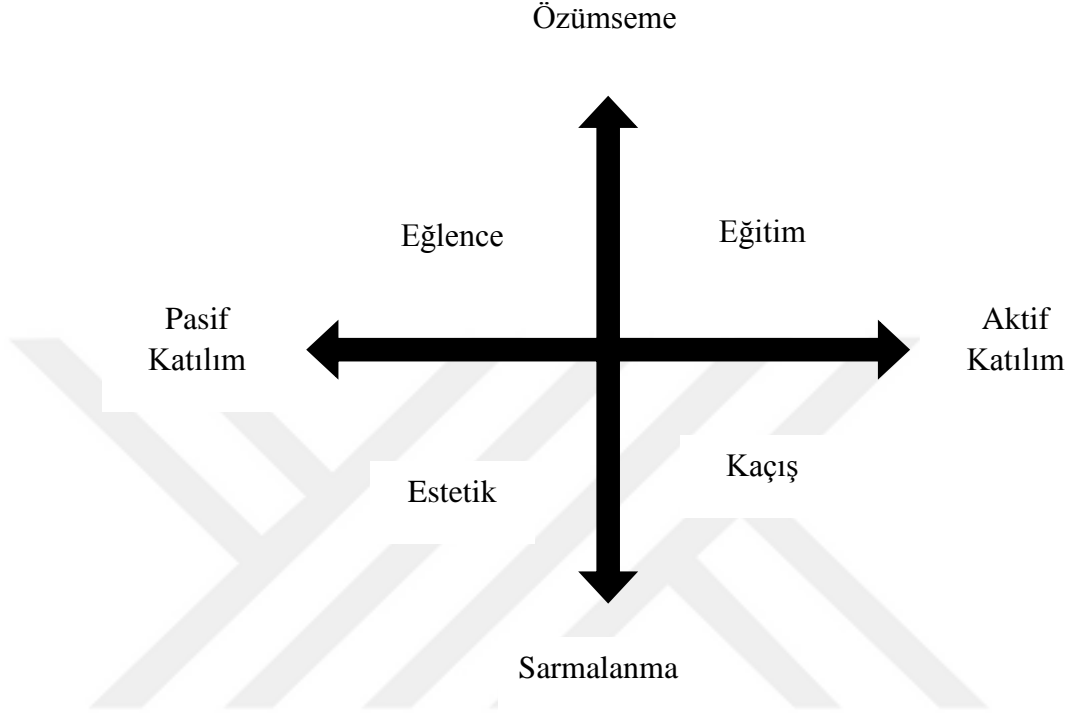 Özümseme
Eğlence
Eğitim
Pasif
Katılım
Aktif
Katılım
Estetik
Kaçış
Sarmalanma